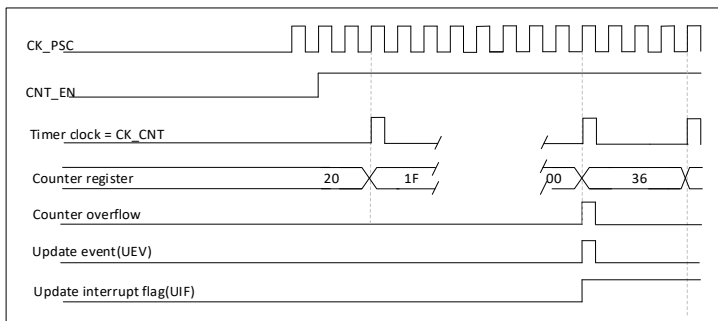 CK_PSC
CNT_EN
Timer clock = CK_CNT
Counter register 20 1F 00 36
Counter overflow
Update event(UEV)
Update interrupt flag(UIF)